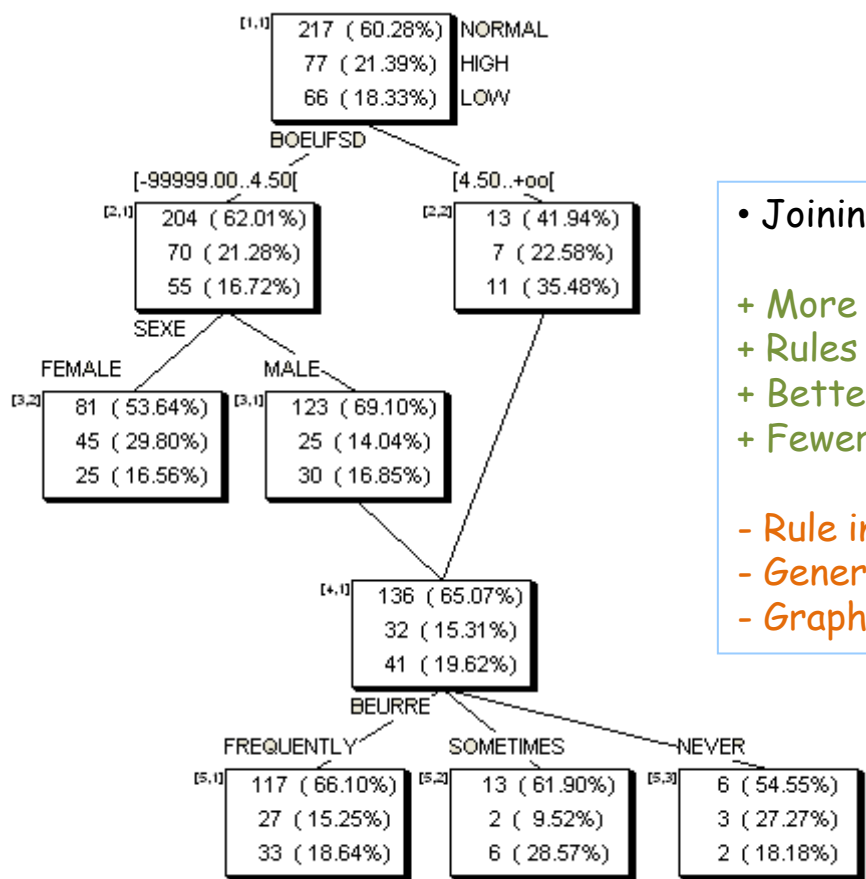 [1,1] 217 ( 60.28%) NORMAL
77 ( 21.39%) HIGH
66 ( 18.33%) LOW
BOEUFSD
[-99999.00..4.50[ [4.50..+oo[
[2,1] 204 ( 62.01%) [2,2] 13 ( 41.94%)
70 ( 21.28%) 7 ( 22.58%)
55 ( 16.72%) 11 ( 35.48%)
SEXE
FEMALE MALE
[3,2] 81 ( 53.64%) [3,1] 123 ( 69.10%)
45 ( 29.80%) 25 ( 14.04%)
25 ( 16.56%) 30 ( 16.85%)
[4,1] 136 ( 65.07%)
32 ( 15.31%)
41 ( 19.62%)
BEURRE
FREQUENTLY SOMETIMES NEVER
[5,1] 117 ( 66.10%) [5,2] 13 ( 61.90%) [5,3] 6 ( 54.55%)
27 ( 15.25%) 2 ( 9.52%) 3 ( 27.27%)
33 ( 18.64%) 6 ( 28.57%) 2 ( 18.18%)
• Joinin
+ More
+ Rules
+ Bette
+ Fewer
- Rule i
- Gener
- Graph